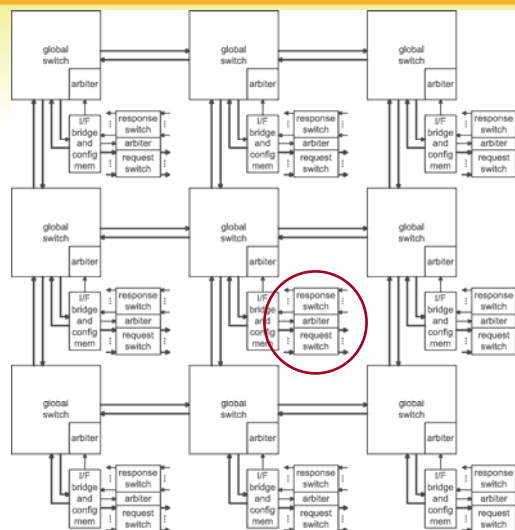 global
switch
arbiter
I/F
bridge
and
config
mem
response
switch
arbiter
request
switch
global
switch
arbiter
I/F
bridge
and
config
mem
response
switch
arbiter
request
switch
global
switch
arbiter
I/F
bridge
and
config
mem
response
switch
arbiter
request
switch
global
switch
arbiter
I/F
bridge
and
config
mem
response
switch
arbiter
request
switch
global
switch
arbiter
I/F
bridge
and
config
mem
response
switch
arbiter
request
switch
global
switch
arbiter
I/F
bridge
and
config
mem
response
switch
arbiter
request
switch
global
switch
arbiter
I/F
bridge
and
config
mem
response
switch
arbiter
request
switch
global
switch
arbiter
I/F
bridge
and
config
mem
response
switch
arbiter
request
switch
global
switch
arbiter
I/F
bridge
and
config
mem
response
switch
arbiter
request
switch